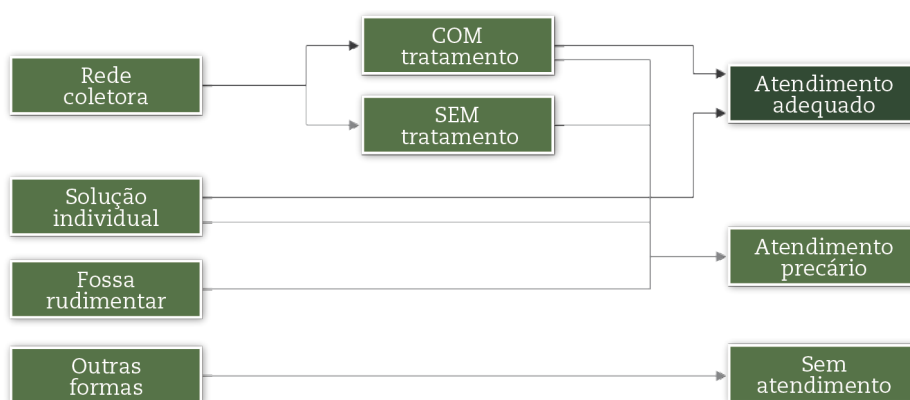 Rede
coletora
COM
tratamento
SEM
tratamento
Atendimento
adequado
Solução
individual
Fossa
rudimentar
Atendimento
precário
Outras
formas
Sem
atendimento